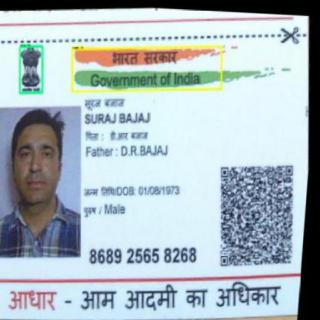 भारत सरकार
Government of India
सूरज बजाज
SURAJ BAJAJ
पिता : डी.आर बजाज
Father : D.R.BAJAJ
जन्म तिथि/DOB: 01/08/1973
पुरुष / Male
8689 2565 8268
आधार - आम आदमी का अधिकार